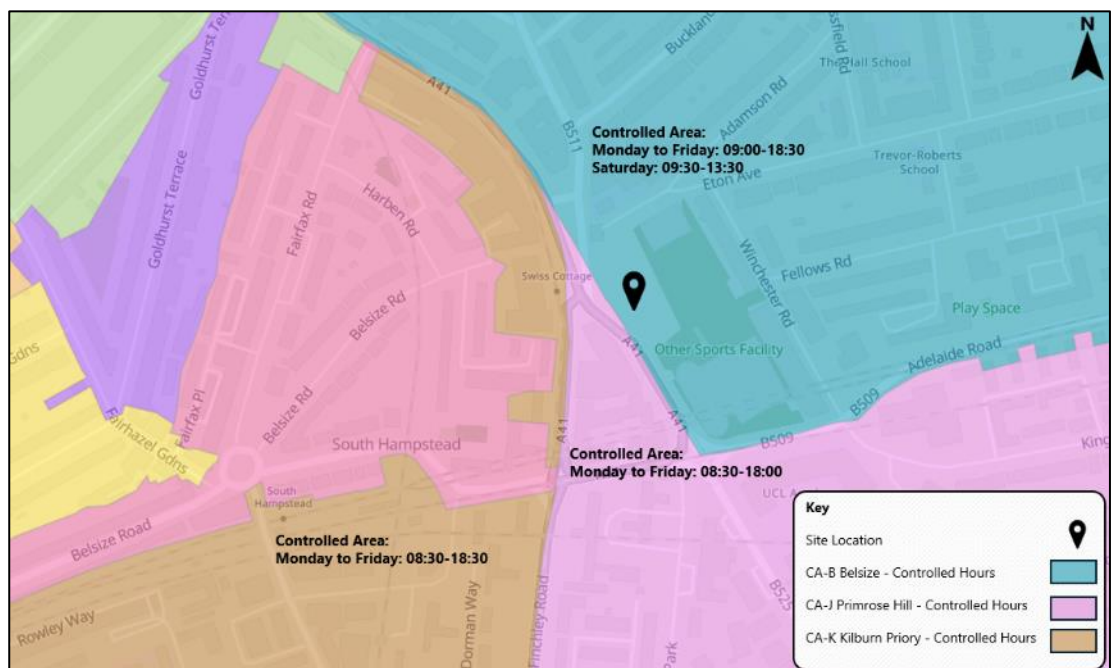 Goldhurst Terrace
A41
Buckland
ssfield Rd
The Hall School
N
B511
Controlled Area:
Monday to Friday: 09:00-18:30
Saturday: 09:30-13:30
Adamson Rd
Trevor-Roberts
School
Eton Ave
Goldhurst Terrace
Fairfax Rd
Harben Rd
Winchester Rd
Fellows Rd
Swiss Cottage
Belsize Rd
Play Space
A41
Other Sports Facility
Adelaide Road
Gdns
Fairfax Pl
Belsize Rd
B509
A41
A41
Fairhazel Gdns
South Hampstead
B509
King
Controlled Area:
Monday to Friday: 08:30-18:00
UCL A
South
Hampstead
Belsize Road
Controlled Area:
Monday to Friday: 08:30-18:30
Rowley Way
Dorman Way
Finchley Road
Park
B525
Key
Site Location
CA-B Belsize - Controlled Hours
CA-J Primrose Hill - Controlled Hours
CA-K Kilburn Priory - Controlled Hours